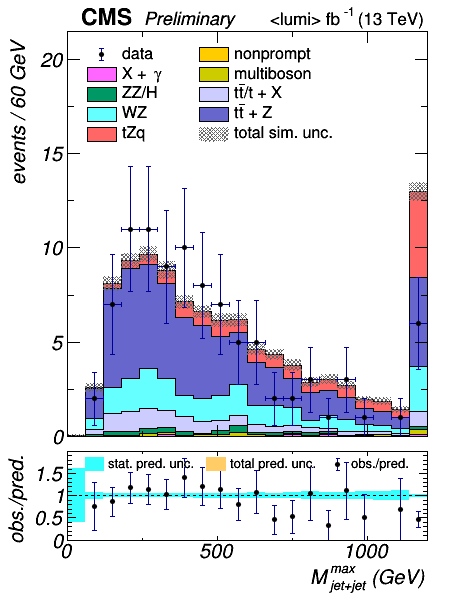 CMS Preliminary <lumi> fb⁻¹ (13 TeV)
events / 60 GeV
data
X + γ
ZZ/H
WZ
tZq
nonprompt
multiboson
tt̄/t + X
tt̄ + Z
total sim. unc.
20
15
10
5
0
obs./pred.
stat. pred. unc. total pred. unc. obs./pred.
1.5
1
0.5
0
0 500 1000
M^max_jet+jet (GeV)